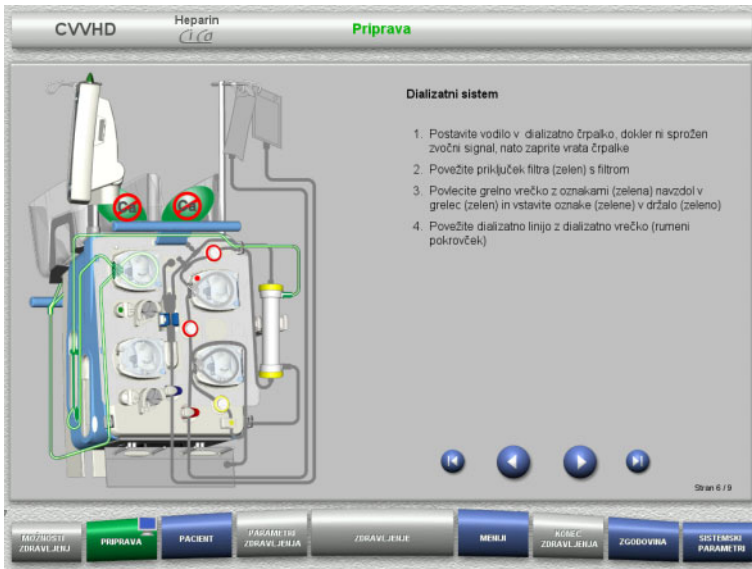 CVVHD
Heparin
Ci Ca
Priprava
Dializatni sistem
1. Postavite vodilo v dializatno črpalko, dokler ni sprožen
zvočni signal, nato zaprite vrata črpalke
2. Povežite priključek filtra (zelen) s filtrom
3. Povlecite grelno vrečko z oznakami (zelena) navzdol v
grelec (zelen) in vstavite oznake (zelene) v držalo (zeleno)
4. Povežite dializatno linijo z dializatno vrečko (rumeni
pokrovček)
Ca Ca
Stran 6 / 9
MOŽNOSTI
ZDRAVLJENJ
PRIPRAVA
PACIENT
PARAMETRI
ZDRAVLJENJA
ZDRAVLJENJE
MENIJI
KONEC
ZDRAVLJENJA
ZGODOVINA
SISTEMSKI
PARAMETRI